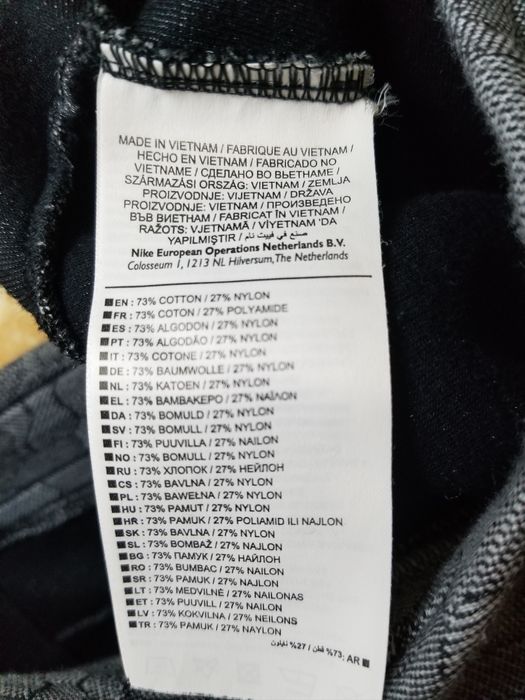 MADE IN VIETNAM / FABRIQUE AU VIETNAM /
HECHO EN VIETNAM / FABRICADO NO
VIETNAME / СДЕЛАНО ВО ВЬЕТНАМЕ /
SZÁRMAZÁSI ORSZÁG: VIETNAM / ZEMLJA
PROIZVODNJE: VIJETNAM / DRŽAVA
PROIZVODNJE: VIETNAM / ПРОИЗВЕДЕНО
ВЪВ ВИЕТНАМ / FABRICAT ÎN VIETNAM /
RAŽOTS: VJETNAMĀ / VİYETNAM 'DA
YAPILMIŞTIR / صنع في فييت نام
Nike European Operations Netherlands B.V.
Colosseum 1, 1213 NL Hilversum, The Netherlands
EN : 73% COTTON / 27% NYLON
FR : 73% COTON / 27% POLYAMIDE
ES : 73% ALGODON / 27% NYLON
PT : 73% ALGODÃO / 27% NYLON
IT : 73% COTONE / 27% NYLON
DE : 73% BAUMWOLLE / 27% NYLON
NL : 73% KATOEN / 27% NYLON
EL : 73% ΒΑΜΒΑΚΕΡΟ / 27% ΝΑΪΛΟΝ
DA : 73% BOMULD / 27% NYLON
SV : 73% BOMULL / 27% NYLON
FI : 73% PUUVILLA / 27% NAILON
NO : 73% BOMULL / 27% NYLON
RU : 73% ХЛОПОК / 27% НЕЙЛОН
CS : 73% BAVLNA / 27% NYLON
PL : 73% BAWEŁNA / 27% NYLON
HU : 73% PAMUT / 27% NYLON
HR : 73% PAMUK / 27% POLIAMID ILI NAJLON
SK : 73% BAVLNA / 27% NYLON
SL : 73% BOMBAŽ / 27% NAJLON
BG : 73% ПАМУК / 27% НАЙЛОН
RO : 73% BUMBAC / 27% NAILON
SR : 73% PAMUK / 27% NAJLON
LT : 73% MEDVILNĖ / 27% NAILONAS
ET : 73% PUUVILL / 27% NAILON
LV : 73% KOKVILNA / 27% NEILONS
TR : 73% PAMUK / 27% NAYLON
AR :73% قطن / 27% نايلون